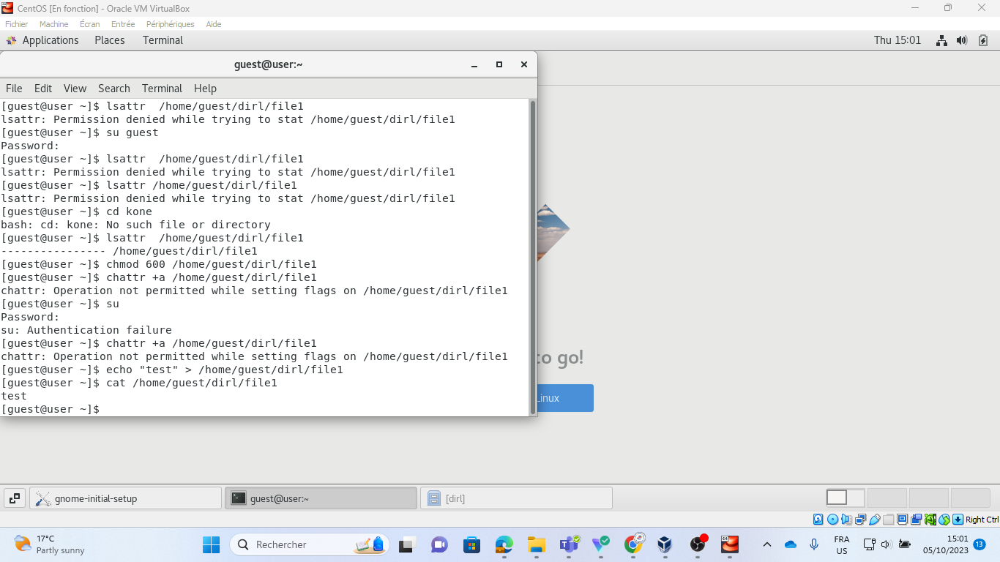 CentOS [En fonction] - Oracle VM VirtualBox
Fichier Machine Écran Entrée Périphériques Aide
Applications Places Terminal Thu 15:01
guest@user:~
File Edit View Search Terminal Help
[guest@user ~]$ lsattr  /home/guest/dirl/file1
lsattr: Permission denied while trying to stat /home/guest/dirl/file1
[guest@user ~]$ su guest
Password:
[guest@user ~]$ lsattr  /home/guest/dirl/file1
lsattr: Permission denied while trying to stat /home/guest/dirl/file1
[guest@user ~]$ lsattr /home/guest/dirl/file1
lsattr: Permission denied while trying to stat /home/guest/dirl/file1
[guest@user ~]$ cd kone
bash: cd: kone: No such file or directory
[guest@user ~]$ lsattr  /home/guest/dirl/file1
---------------- /home/guest/dirl/file1
[guest@user ~]$ chmod 600 /home/guest/dirl/file1
[guest@user ~]$ chattr +a /home/guest/dirl/file1
chattr: Operation not permitted while setting flags on /home/guest/dirl/file1
[guest@user ~]$ su
Password:
su: Authentication failure
[guest@user ~]$ chattr +a /home/guest/dirl/file1
chattr: Operation not permitted while setting flags on /home/guest/dirl/file1
[guest@user ~]$ echo "test" > /home/guest/dirl/file1
[guest@user ~]$ cat /home/guest/dirl/file1
test
[guest@user ~]$
to go!
Linux
gnome-initial-setup
guest@user:~
[dirl]
Right Ctrl
17°C
Partly sunny
Rechercher
FRA
US
15:01
05/10/2023
13